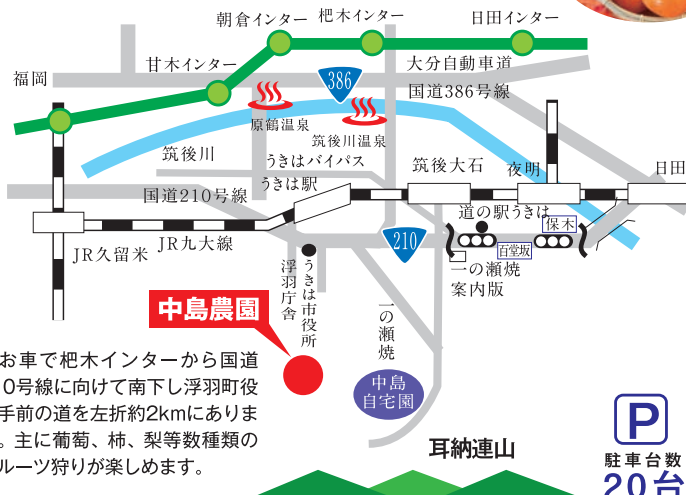 朝倉インター
杷木インター
日田インター
甘木インター
福岡
大分自動車道
386
国道386号線
原鶴温泉
筑後川温泉
筑後川
うきはバイパス
筑後大石
夜明
日田
国道210号線
うきは駅
道の駅うきは
保木
JR久留米
JR九大線
210
百堂坂
一の瀬焼
案内版
うきは市役所
浮羽庁舎
中島農園
一の瀬焼
中島
自宅園
お車で杷木インターから国道
0号線に向けて南下し浮羽町役
手前の道を左折約2kmにありま
。主に葡萄、柿、梨等数種類の
ルーツ狩りが楽しめます。
耳納連山
P
駐車台数
20台